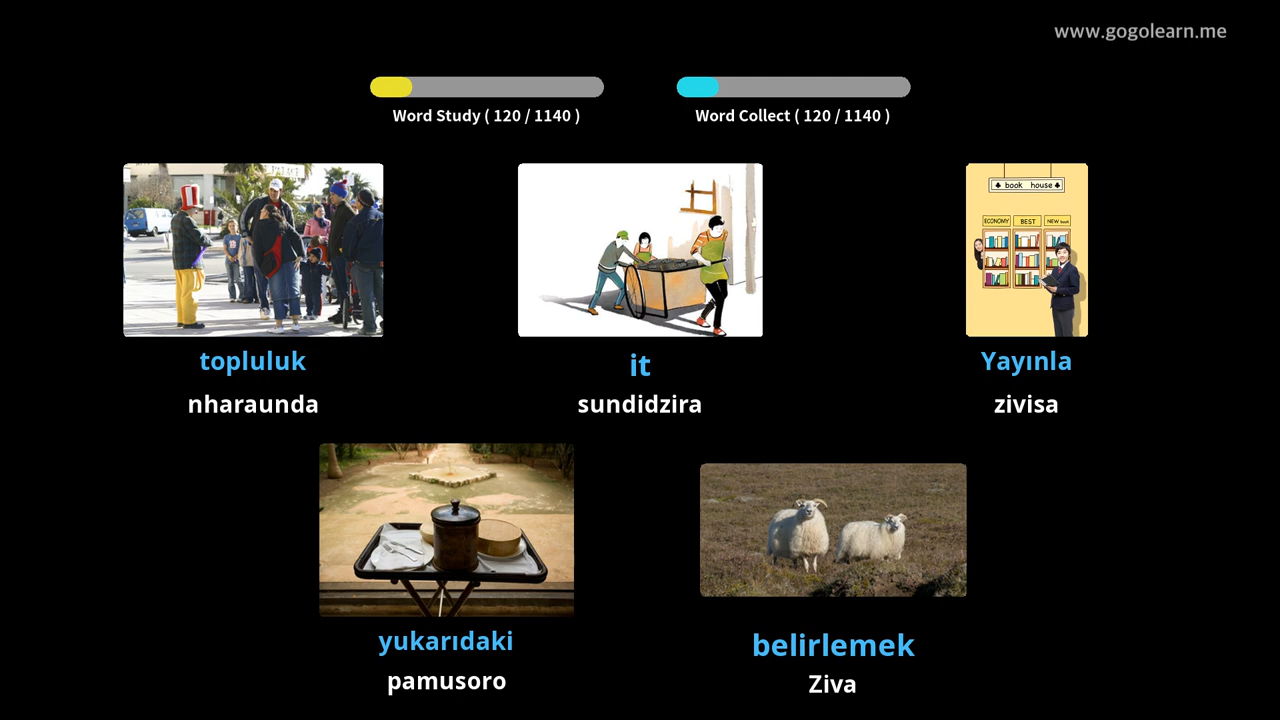 www.gogolearn.me
Word Study ( 120 / 1140 )
Word Collect ( 120 / 1140 )
book house
ECONOMY
BEST
NEW book
topluluk
nharaunda
it
sundidzira
Yayınla
zivisa
yukarıdaki
pamusoro
belirlemek
Ziva